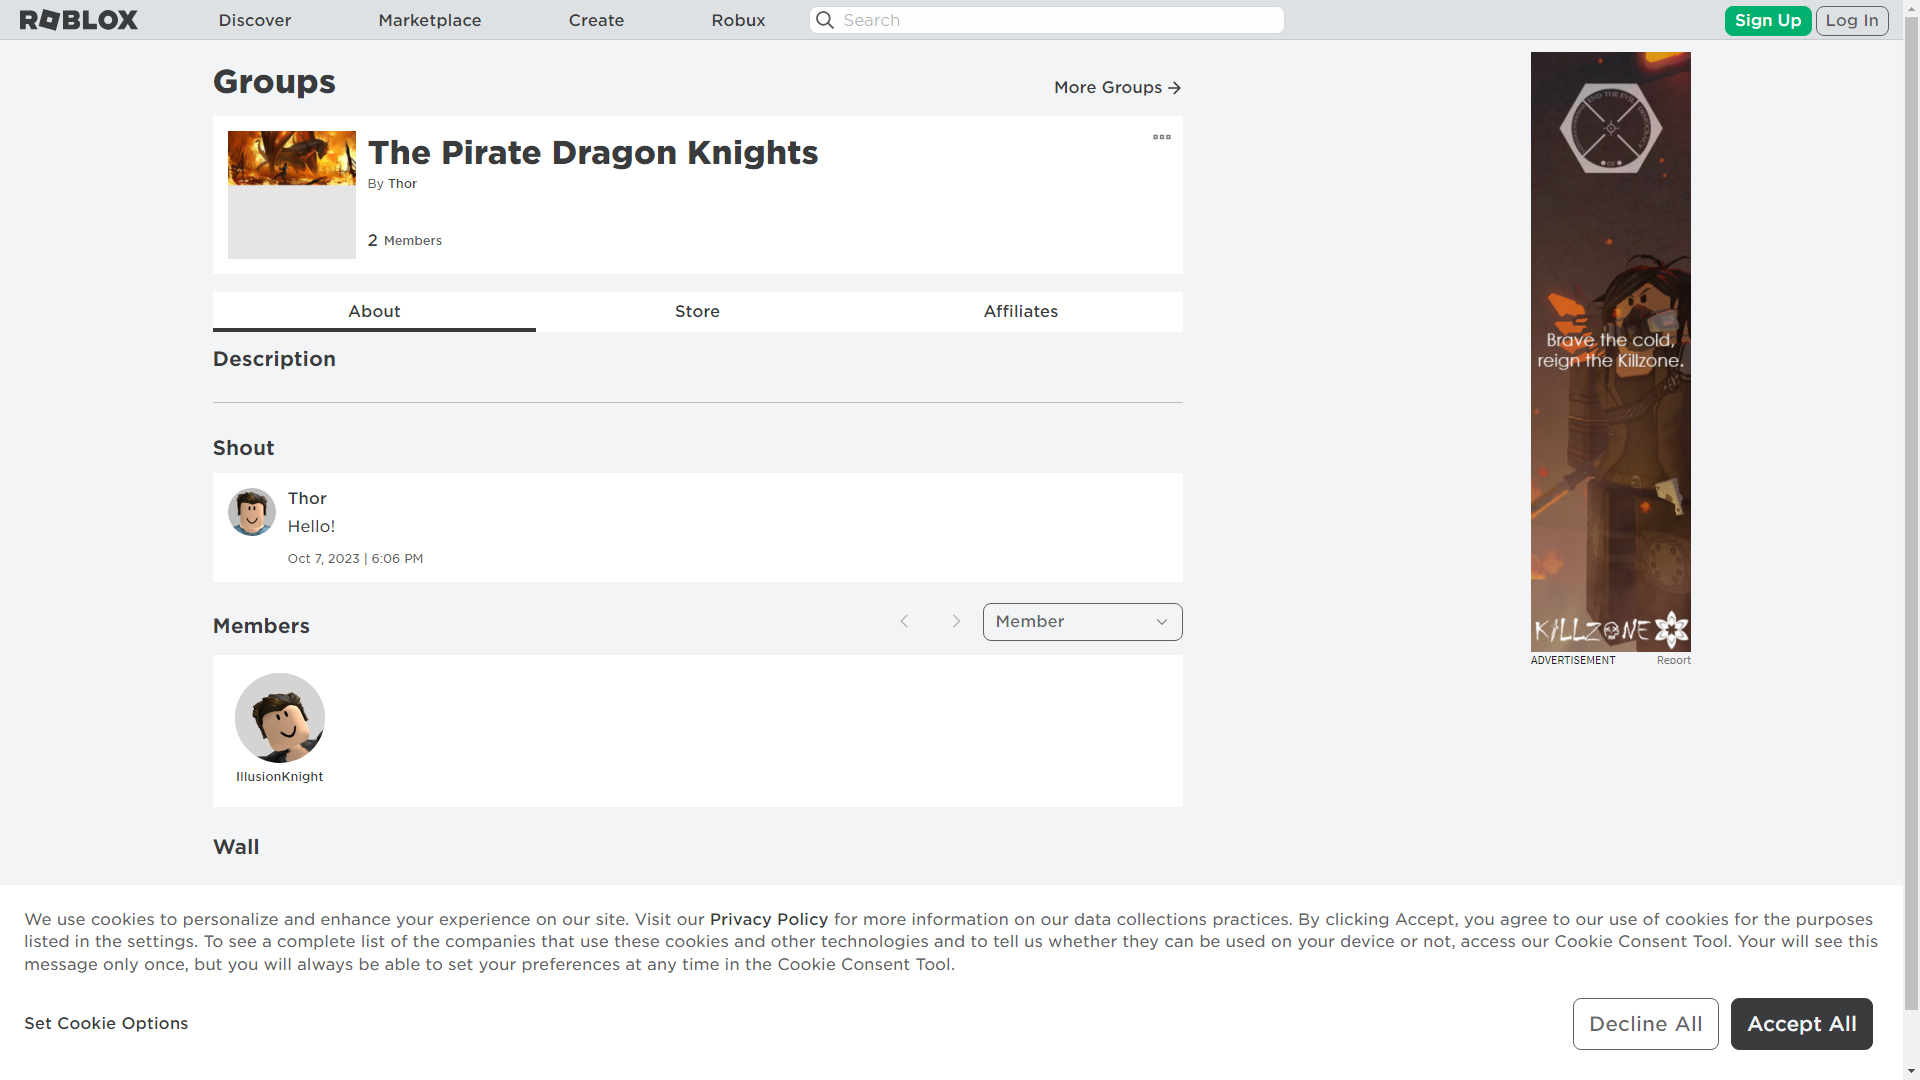 ROBLOX
Discover
Marketplace
Create
Robux
Search
Sign Up
Log In
Groups
More Groups
The Pirate Dragon Knights
By Thor
2 Members
About
Store
Affiliates
Description
Shout
Thor
Hello!
Oct 7, 2023 | 6:06 PM
Members
Member
IllusionKnight
Wall
END THE EVIL
Brave the cold,
reign the Killzone.
KILLZONE
ADVERTISEMENT
Report
We use cookies to personalize and enhance your experience on our site. Visit our Privacy Policy for more information on our data collections practices. By clicking Accept, you agree to our use of cookies for the purposes
listed in the settings. To see a complete list of the companies that use these cookies and other technologies and to tell us whether they can be used on your device or not, access our Cookie Consent Tool. Your will see this
message only once, but you will always be able to set your preferences at any time in the Cookie Consent Tool.
Set Cookie Options
Decline All
Accept All